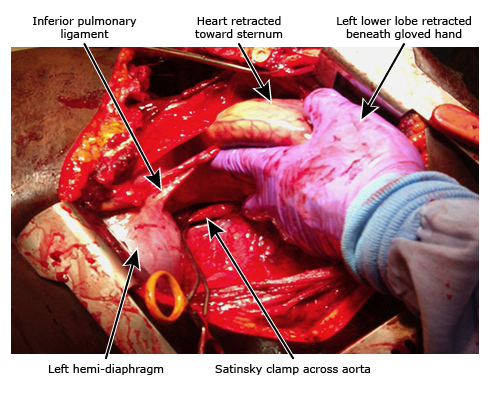 Inferior pulmonary
ligament
Heart retracted
toward sternum
Left lower lobe retracted
beneath gloved hand
Left hemi-diaphragm
Satinsky clamp across aorta